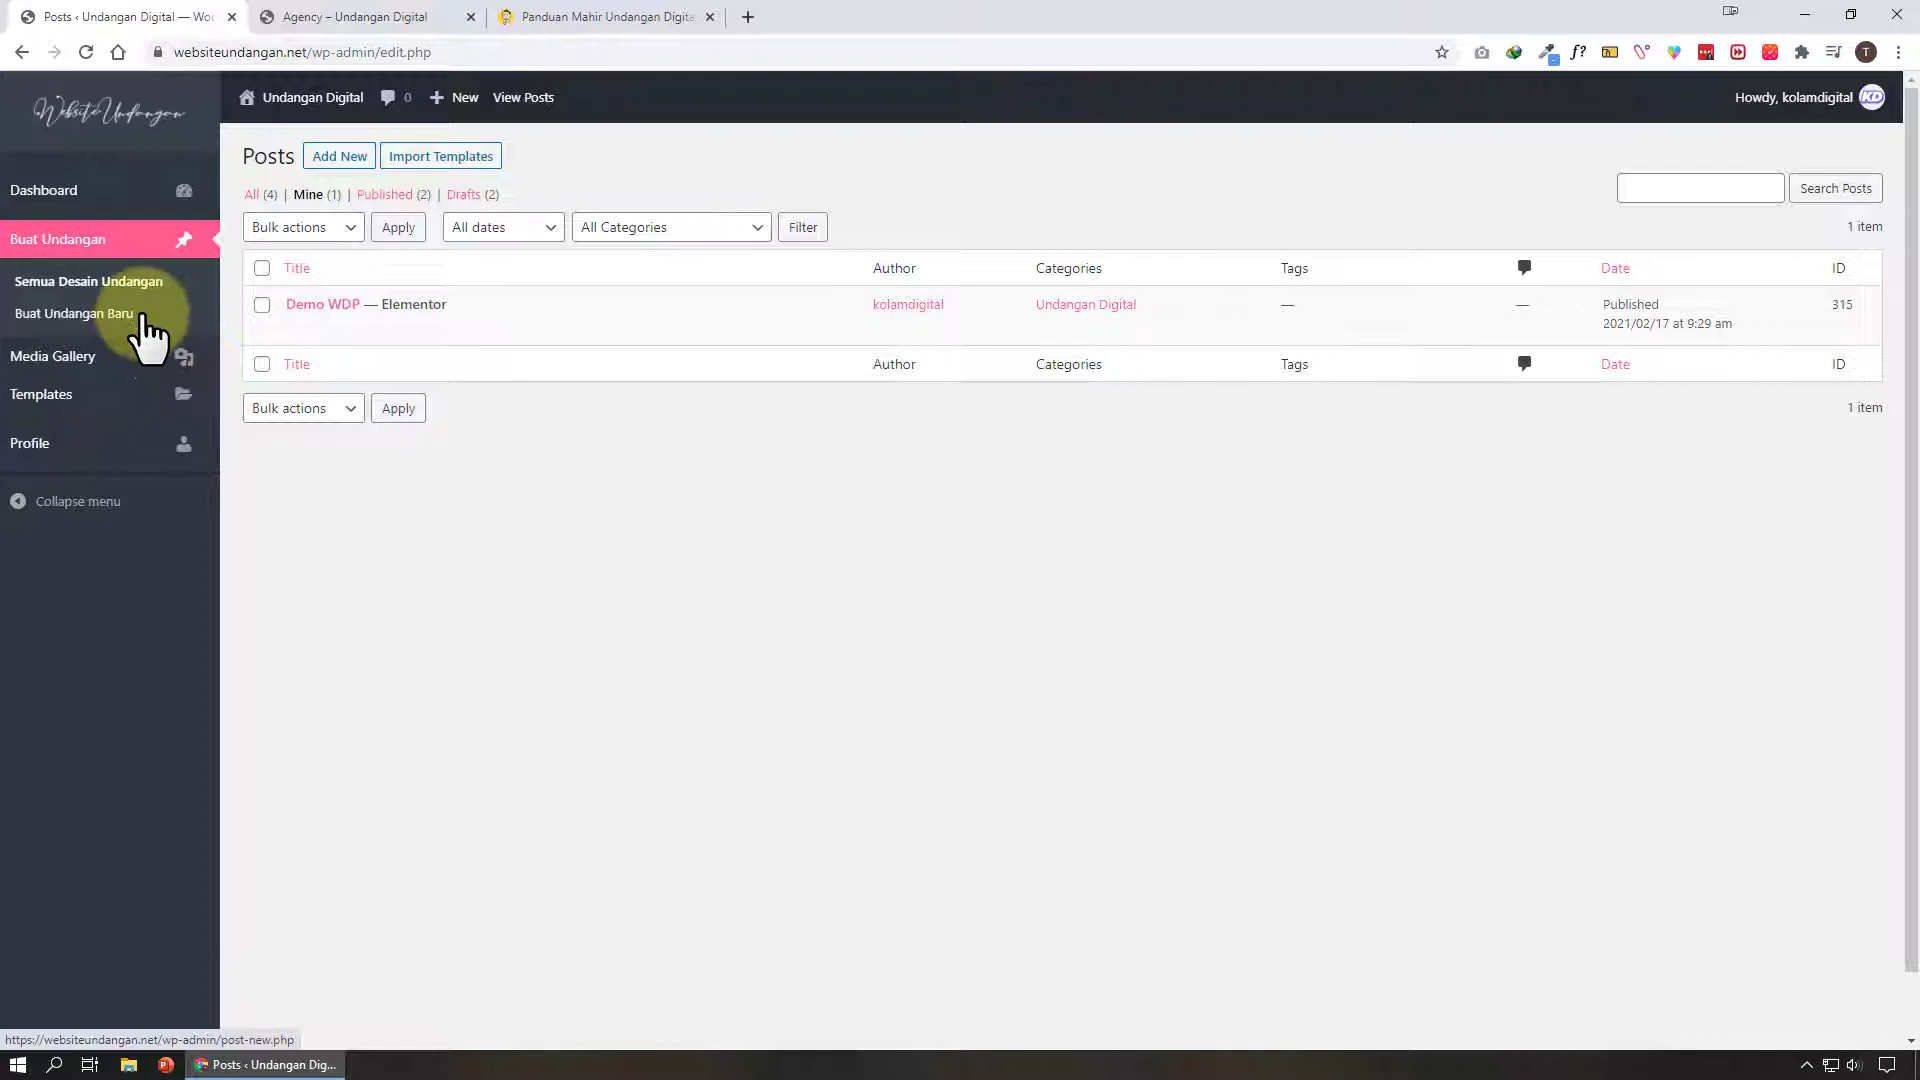 Posts ‹ Undangan Digital — Wor
Agency – Undangan Digital
Panduan Mahir Undangan Digita
websiteundangan.net/wp-admin/edit.php
Website Undangan
Undangan Digital
0
New
View Posts
Howdy, kolamdigital
KD
Dashboard
Buat Undangan
Semua Desain Undangan
Buat Undangan Baru
Media Gallery
Templates
Profile
Collapse menu
Posts
Add New
Import Templates
All (4) | Mine (1) | Published (2) | Drafts (2)
Search Posts
Bulk actions
Apply
All dates
All Categories
Filter
1 item
Title
Author
Categories
Tags
Date
ID
Demo WDP — Elementor
kolamdigital
Undangan Digital
—
—
Published
2021/02/17 at 9:29 am
315
Title
Author
Categories
Tags
Date
ID
Bulk actions
Apply
1 item
https://websiteundangan.net/wp-admin/post-new.php
Posts ‹ Undangan Dig...